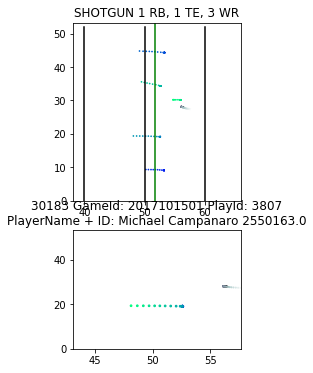 SHOTGUN 1 RB, 1 TE, 3 WR
50
40
30
20
10
0
40 50 60
30183 GameId: 2017101501 PlayId: 3807
PlayerName + ID: Michael Campanaro 2550163.0
40
20
0
45 50 55